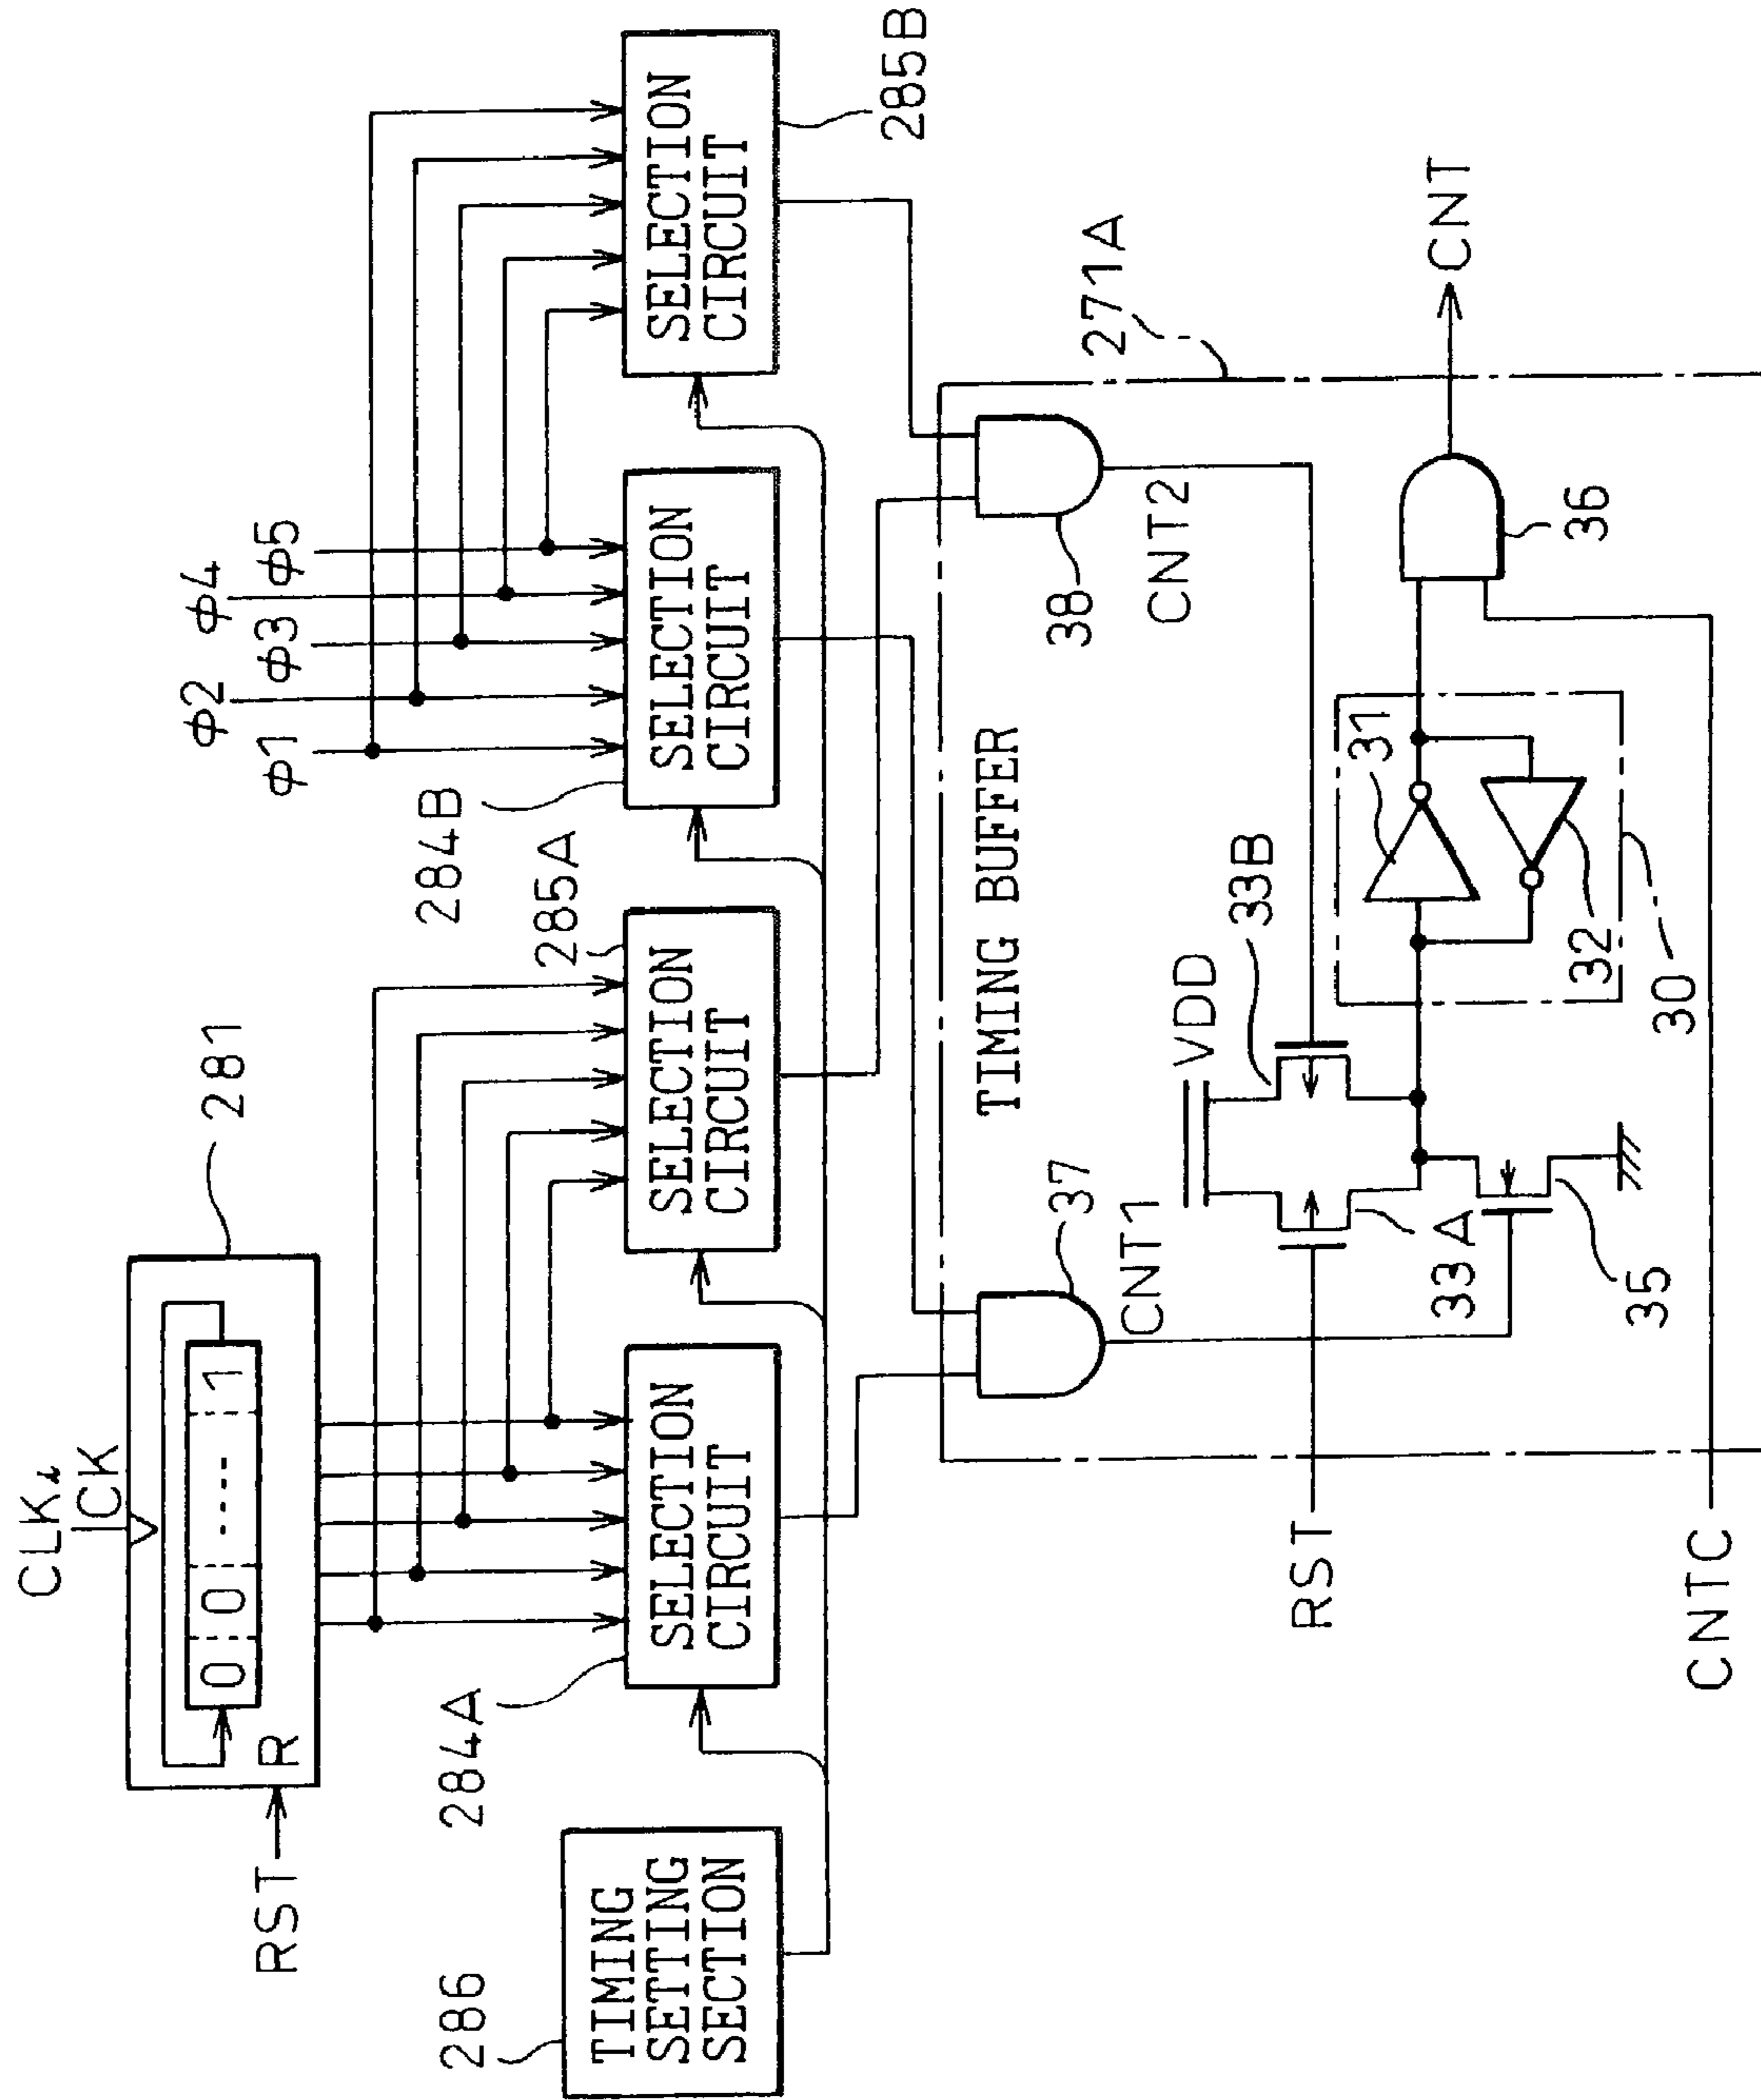 CLK𝓲
CK
281
0 0 ---- 1
R
RST
φ1
φ2
φ3
φ4
φ5
286
TIMING
SETTING
SECTION
284A
SELECTION
CIRCUIT
285A
SELECTION
CIRCUIT
284B
SELECTION
CIRCUIT
285B
SELECTION
CIRCUIT
TIMING BUFFER
271A
37
CNT1
38
CNT2
VDD
33A
33B
RST
35
31
32
30
36
CNT
CNTC